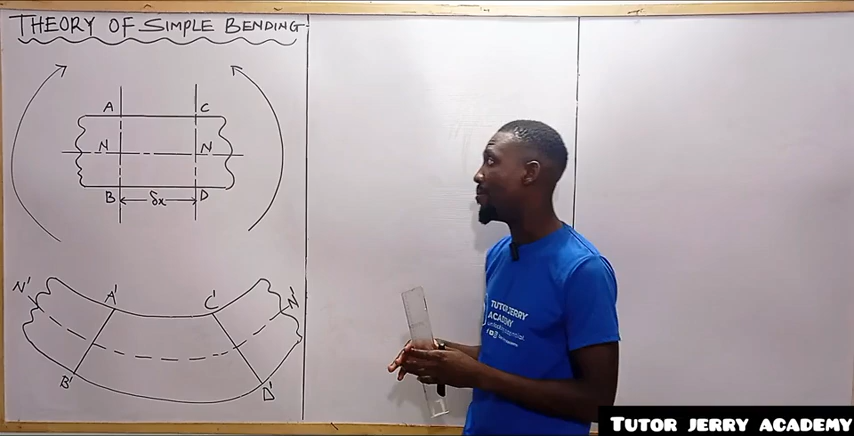 THEORY OF SIMPLE BENDING
A C
N N
B δx D
N' A' C' N'
B' D'
TUTOR JERRY
ACADEMY
TUTOR JERRY ACADEMY